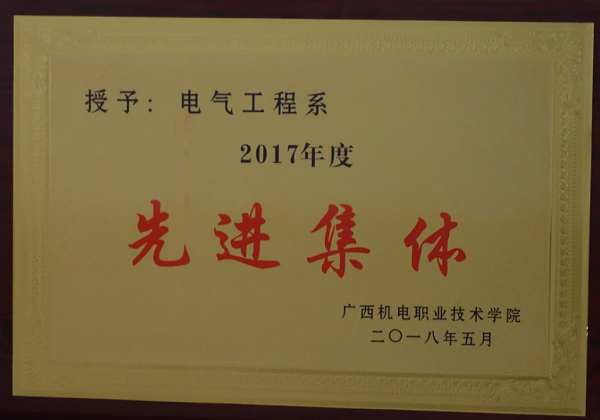 授予：电气工程系
2017年度
先进集体
广西机电职业技术学院
二〇一八年五月